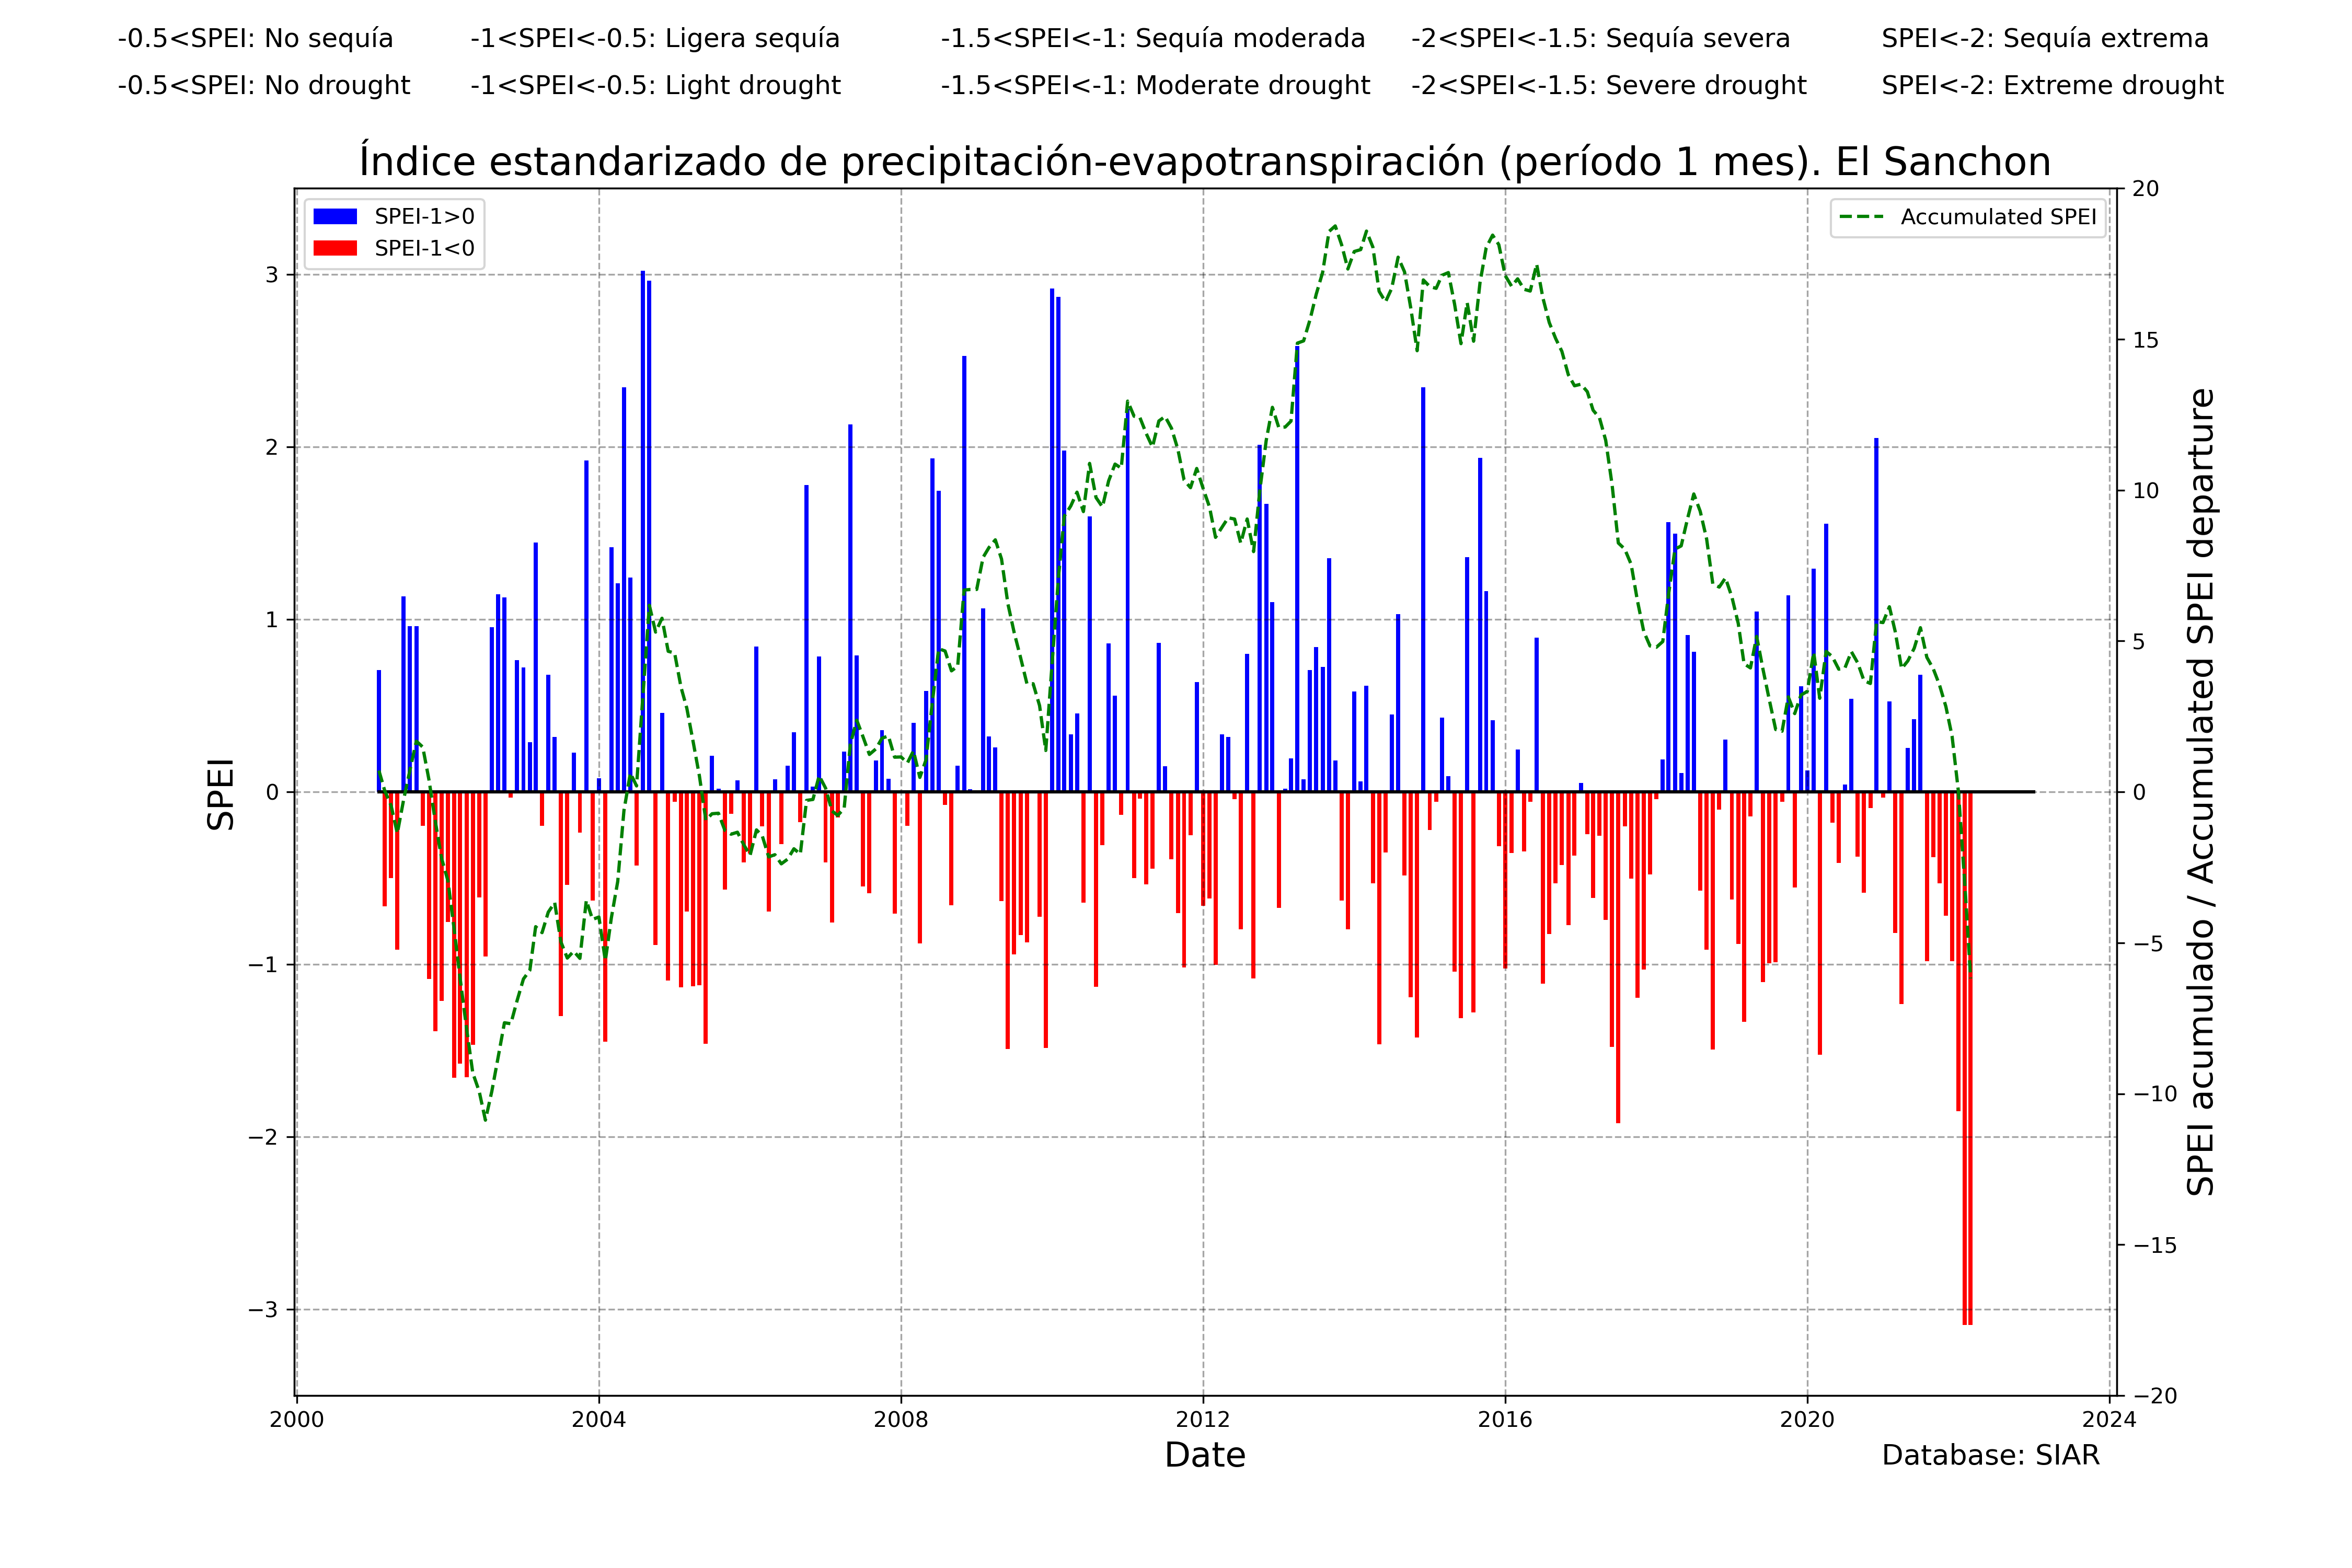 -0.5<SPEI: No sequía -1<SPEI<-0.5: Ligera sequía -1.5<SPEI<-1: Sequía moderada -2<SPEI<-1.5: Sequía severa SPEI<-2: Sequía extrema
-0.5<SPEI: No drought -1<SPEI<-0.5: Light drought -1.5<SPEI<-1: Moderate drought -2<SPEI<-1.5: Severe drought SPEI<-2: Extreme drought
Índice estandarizado de precipitación-evapotranspiración (período 1 mes). El Sanchon
SPEI-1>0
SPEI-1<0
Accumulated SPEI
SPEI
3
2
1
0
−1
−2
−3
20
15
10
5
0
−5
−10
−15
−20
SPEI acumulado / Accumulated SPEI departure
2000 2004 2008 2012 2016 2020 2024
Date
Database: SIAR